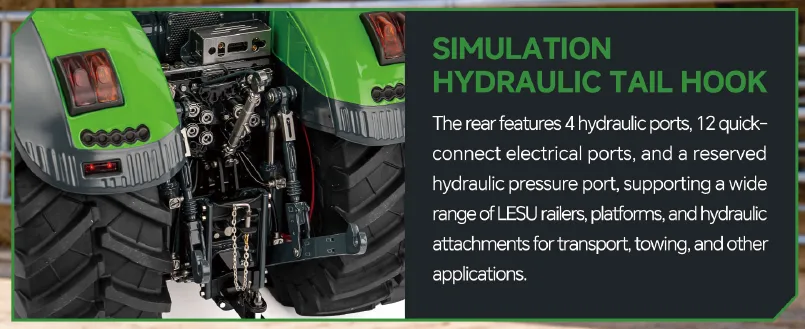 SIMULATION
HYDRAULIC TAIL HOOK
The rear features 4 hydraulic ports, 12 quick-
connect electrical ports, and a reserved
hydraulic pressure port, supporting a wide
range of LESU railers, platforms, and hydraulic
attachments for transport, towing, and other
applications.